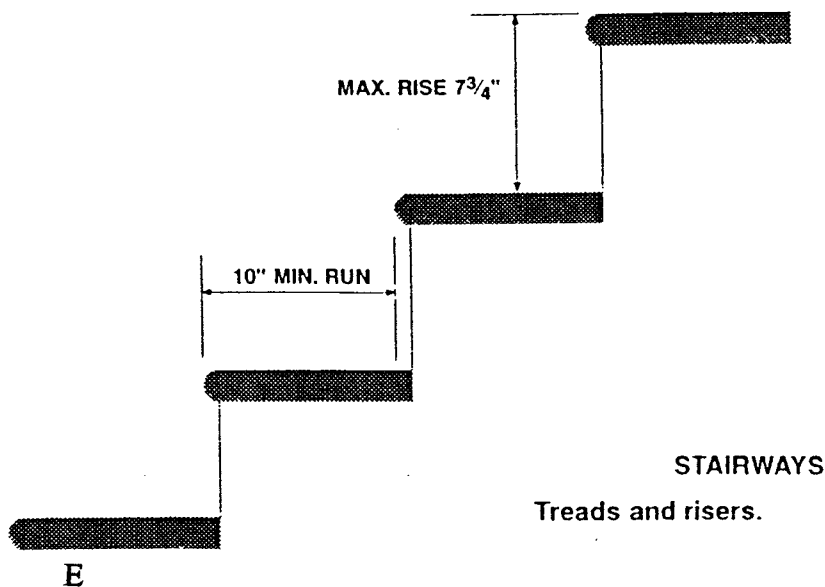 MAX. RISE 7¾"
10" MIN. RUN
STAIRWAYS
Treads and risers.
E